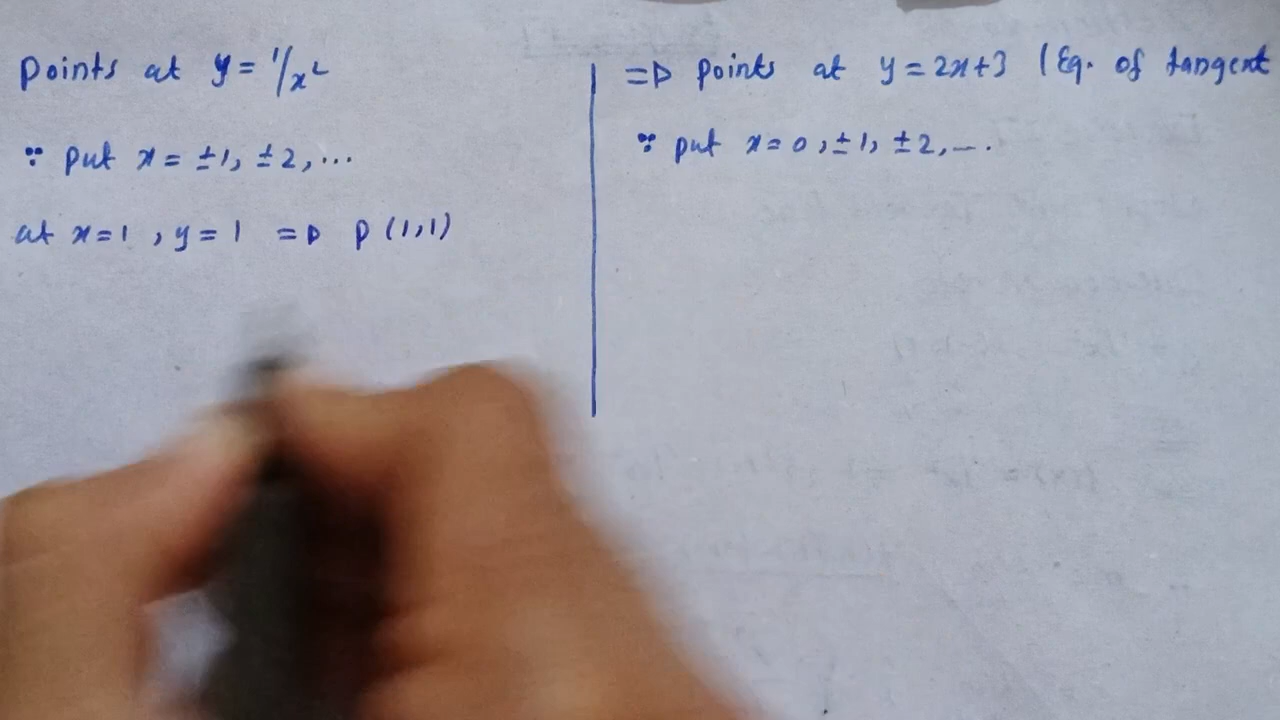 points at y = 1/x²
∵ put x = ±1, ±2, ...
at x=1 , y=1 => P(1,1)
=> points at y = 2x+3 (Eq. of tangent
∵ put x=0, ±1, ±2, ...